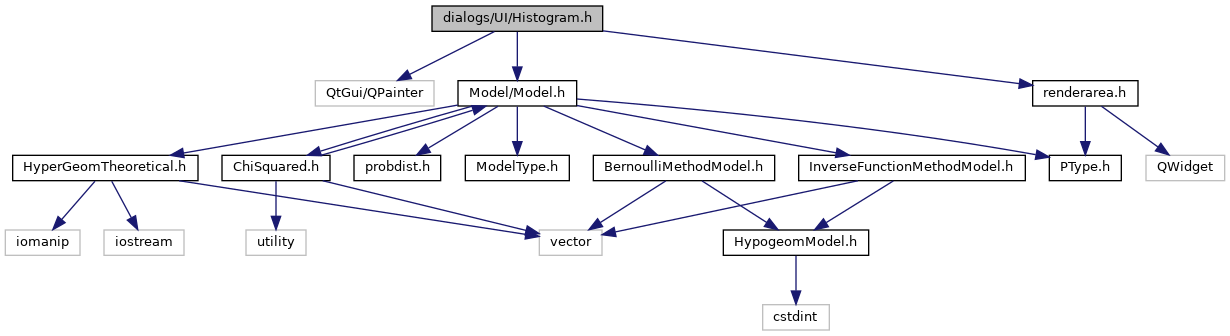 dialogs/UI/Histogram.h
QtGui/QPainter
Model/Model.h
renderarea.h
HyperGeomTheoretical.h
ChiSquared.h
probdist.h
ModelType.h
BernoulliMethodModel.h
InverseFunctionMethodModel.h
PType.h
QWidget
iomanip
iostream
utility
vector
HypogeomModel.h
cstdint